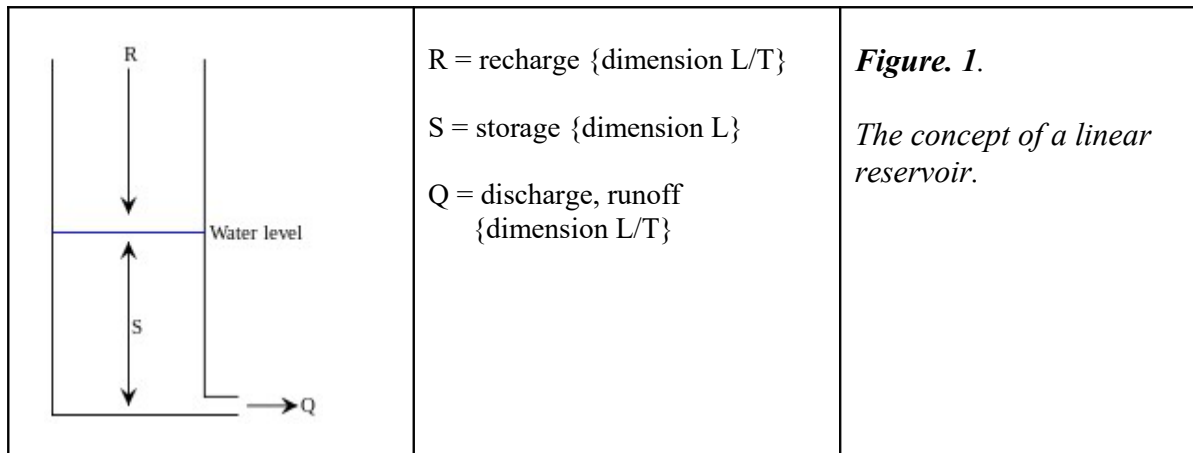 R
Water level
S
Q
R = recharge {dimension L/T}
S = storage {dimension L}
Q = discharge, runoff
{dimension L/T}
Figure. 1.
The concept of a linear
reservoir.